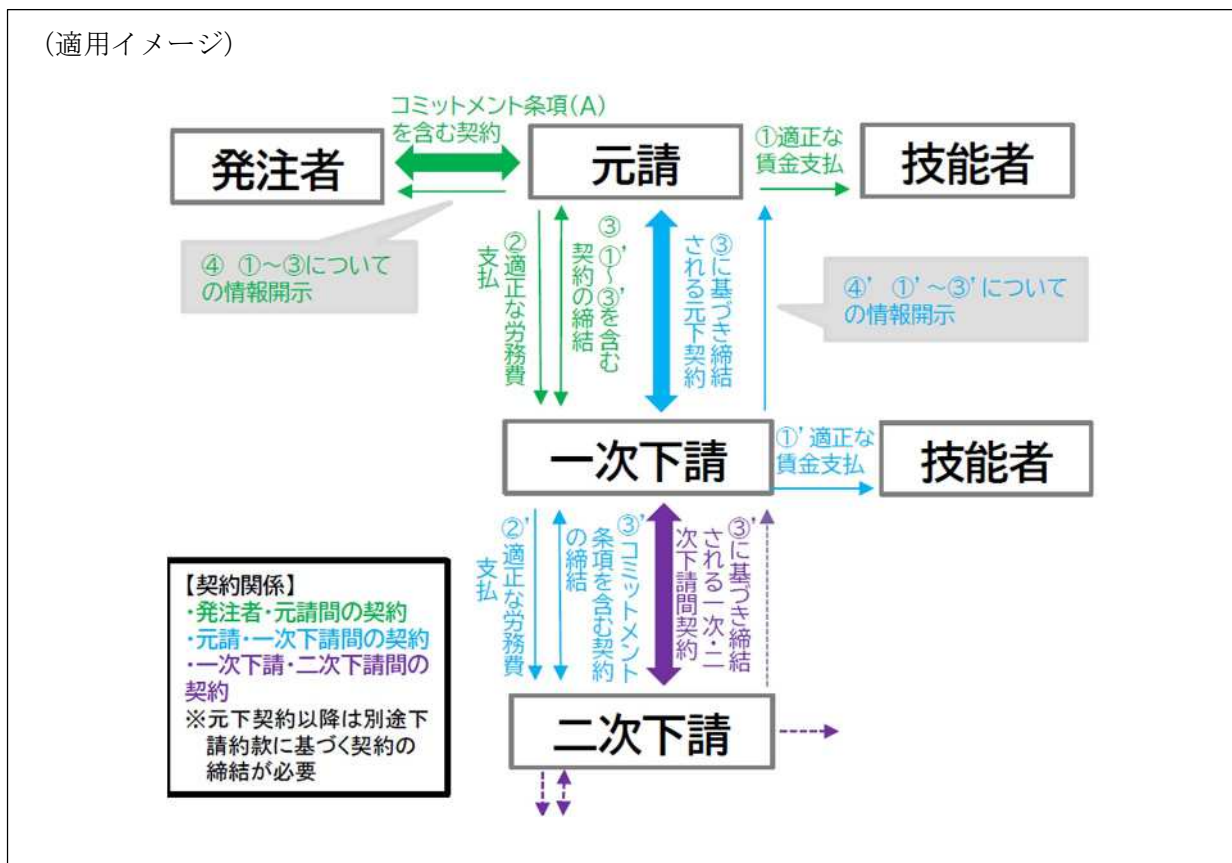 （適用イメージ）
コミットメント条項(A)
を含む契約
発注者
元請
①適正な
賃金支払
技能者
④　①～③について
の情報開示
②適正な労務費
支払
③　①’～③’を含む
契約の締結
③に基づき締結
される元下契約
④’　①’～③’について
の情報開示
一次下請
①’適正な
賃金支払
技能者
②’適正な労務費
支払
③’コミットメント
条項を含む契約
の締結
③’に基づき締結
される一次・二
次下請間契約
【契約関係】
・発注者・元請間の契約
・元請・一次下請間の契約
・一次下請・二次下請間の
契約
※元下契約以降は別途下
請約款に基づく契約の
締結が必要
二次下請